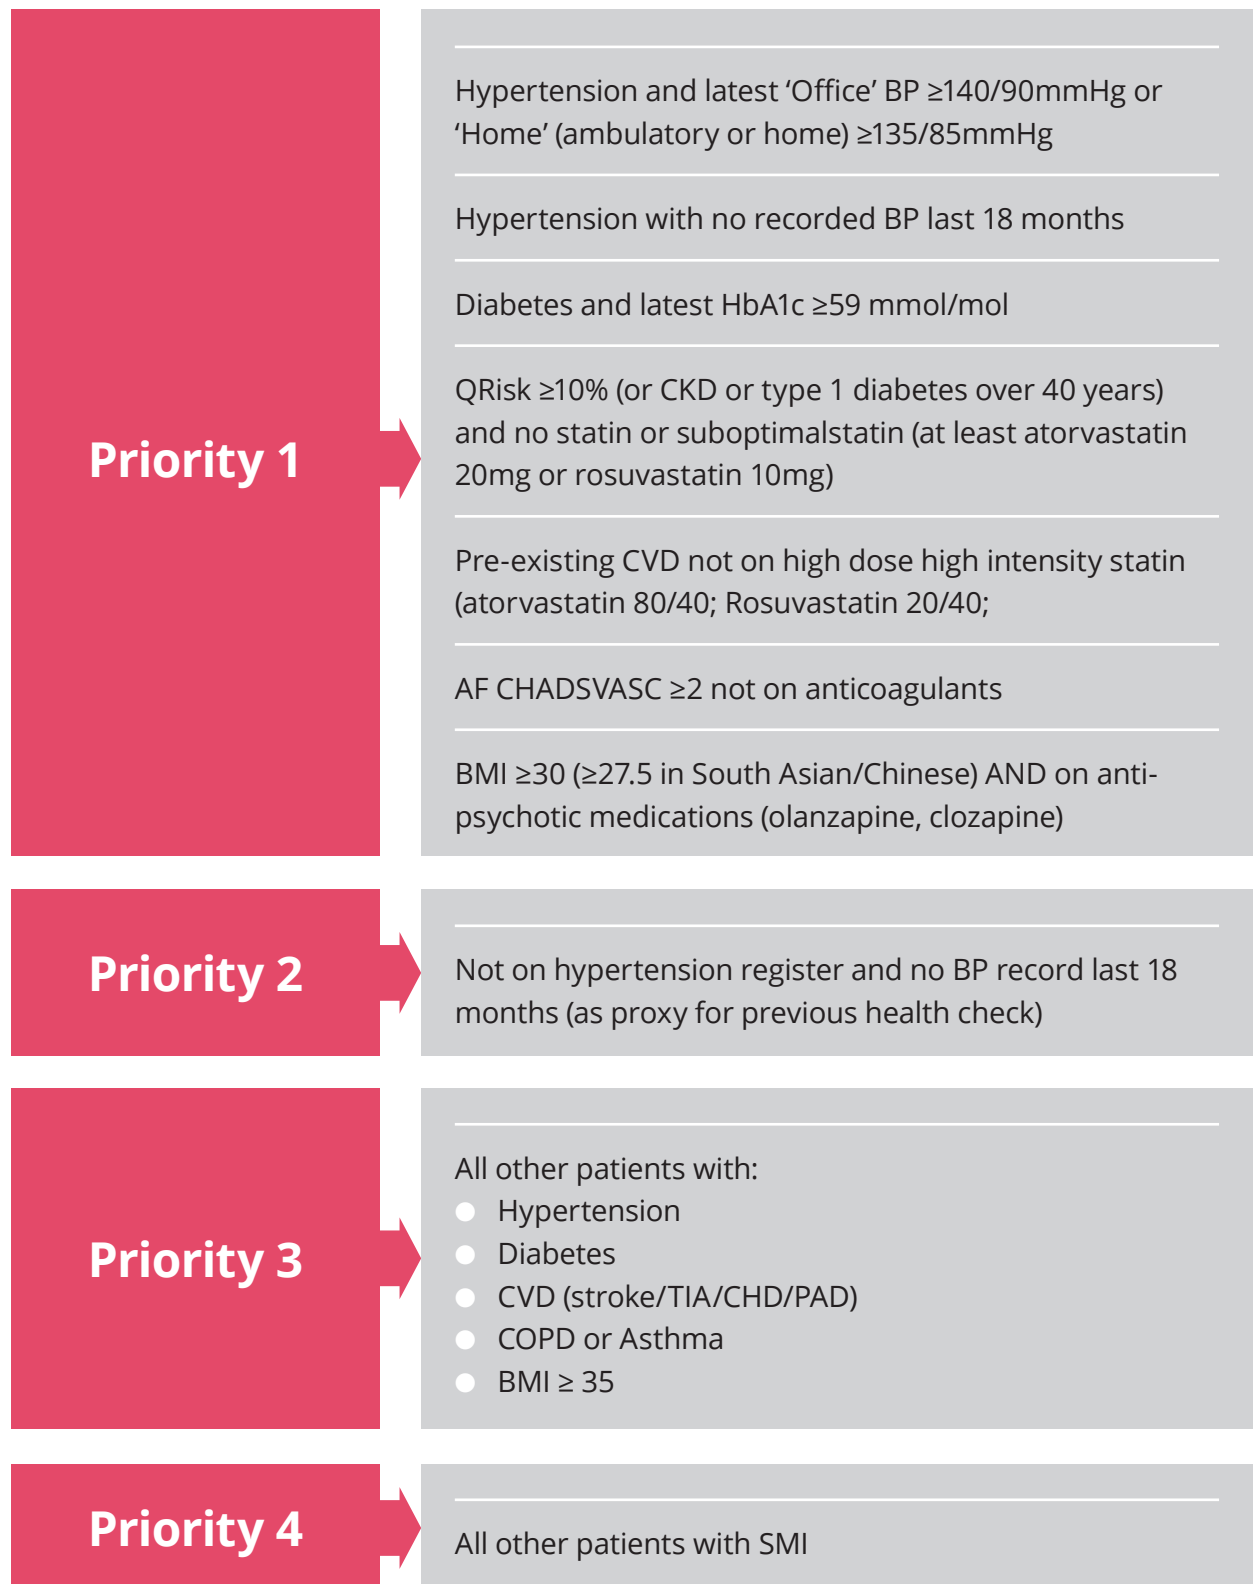 Priority 1
Hypertension and latest ‘Office’ BP ≥140/90mmHg or
‘Home’ (ambulatory or home) ≥135/85mmHg
Hypertension with no recorded BP last 18 months
Diabetes and latest HbA1c ≥59 mmol/mol
QRisk ≥10% (or CKD or type 1 diabetes over 40 years)
and no statin or suboptimalstatin (at least atorvastatin
20mg or rosuvastatin 10mg)
Pre-existing CVD not on high dose high intensity statin
(atorvastatin 80/40; Rosuvastatin 20/40;
AF CHADSVASC ≥2 not on anticoagulants
BMI ≥30 (≥27.5 in South Asian/Chinese) AND on anti-
psychotic medications (olanzapine, clozapine)
Priority 2
Not on hypertension register and no BP record last 18
months (as proxy for previous health check)
Priority 3
All other patients with:
● Hypertension
● Diabetes
● CVD (stroke/TIA/CHD/PAD)
● COPD or Asthma
● BMI ≥ 35
Priority 4
All other patients with SMI